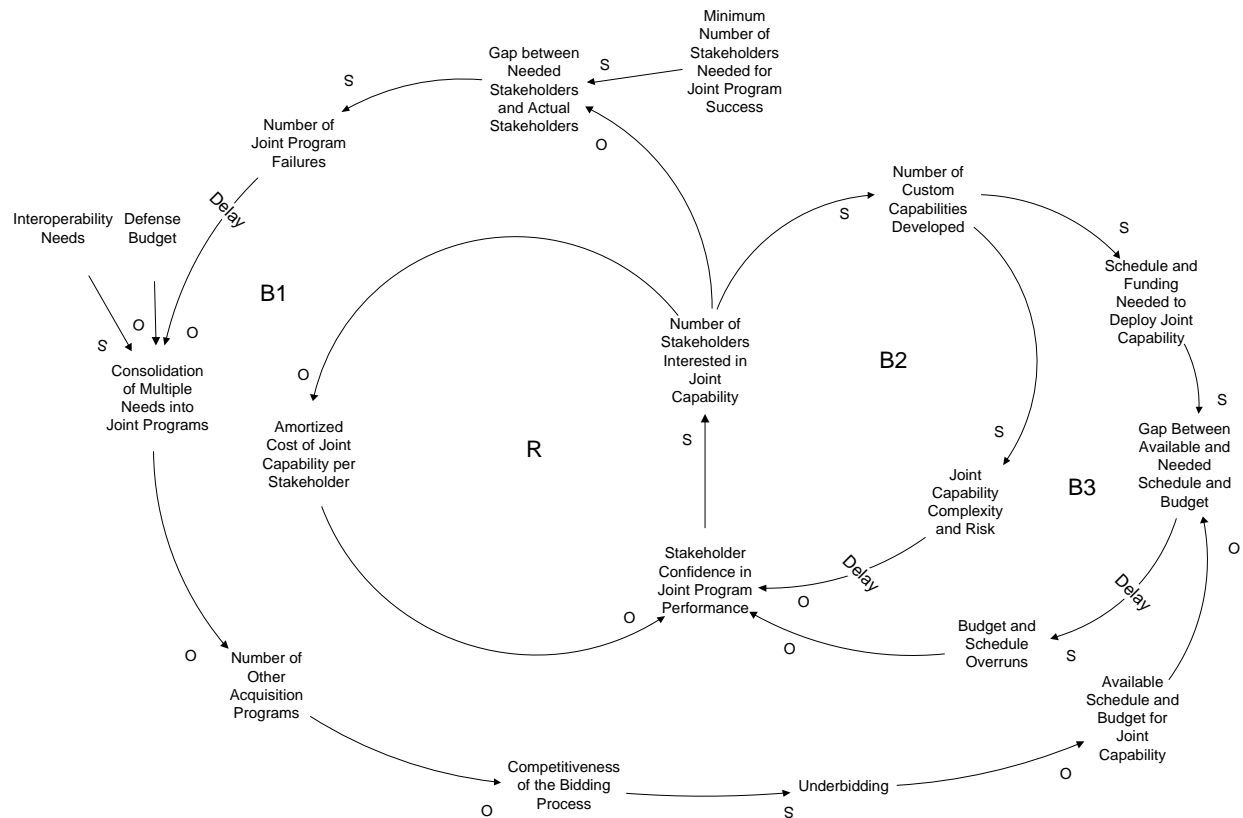 Minimum
Number of
Stakeholders
Needed for
Joint Program
Success
S
Gap between
Needed
Stakeholders
and Actual
Stakeholders
S
O
Number of
Joint Program
Failures
Delay
Interoperability
Needs
Defense
Budget
Number of
Custom
Capabilities
Developed
S
S
Schedule and
Funding
Needed to
Deploy Joint
Capability
B1
S
O
O
Number of
Stakeholders
Interested in
Joint
Capability
B2
Consolidation
of Multiple
Needs into
Joint Programs
O
S
Amortized
Cost of Joint
Capability per
Stakeholder
R
S
S
Gap Between
Available and
Needed
Schedule and
Budget
Joint
Capability
Complexity
and Risk
B3
Stakeholder
Confidence in
Joint Program
Performance
Delay
O
O
Delay
O
O
Budget and
Schedule
Overruns
S
O
Number of
Other
Acquisition
Programs
Available
Schedule and
Budget for
Joint
Capability
Competitiveness
of the Bidding
Process
O
Underbidding
S
O